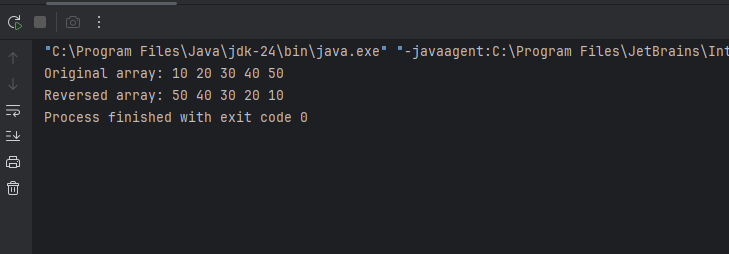 "C:\Program Files\Java\jdk-24\bin\java.exe" "-javaagent:C:\Program Files\JetBrains\Int
Original array: 10 20 30 40 50
Reversed array: 50 40 30 20 10
Process finished with exit code 0